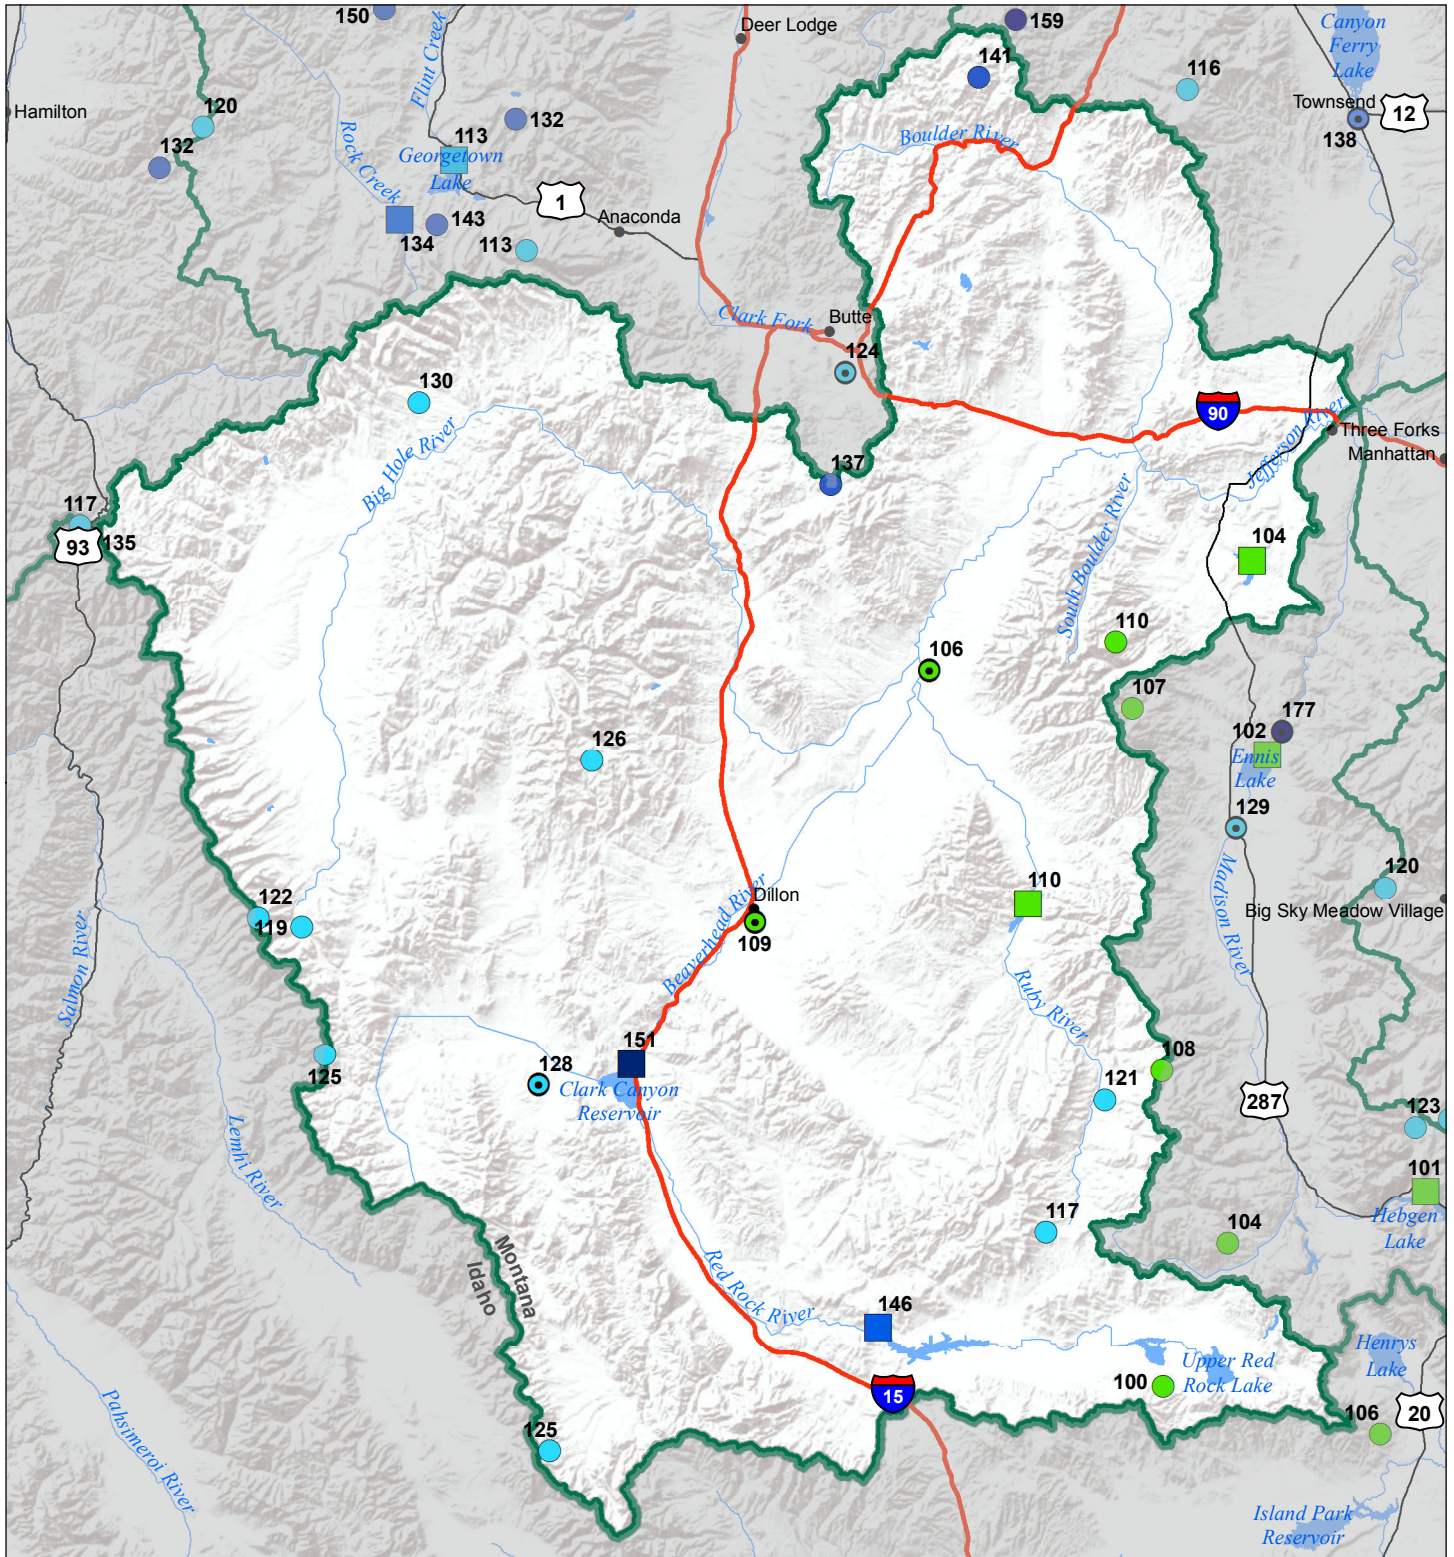 150
Deer Lodge
159
Canyon
Ferry
Lake
Flint Creek
141
116
Hamilton
120
132
Townsend
12
138
132
Rock Creek
113
Georgetown
Lake
Boulder River
1
134
143
113
Anaconda
Clark Fork
Butte
124
130
90
Big Hole River
Jefferson River
Three Forks
Manhattan
137
117
93
135
South Boulder River
104
110
106
107
126
102
177
Ennis
Lake
129
Madison River
120
Big Sky Meadow Village
122
119
Dillon
109
Beaverhead River
110
Salmon River
Ruby River
151
128
Clark Canyon
Reservoir
125
108
121
287
123
Lemhi River
101
Hebgen
Lake
117
104
Montana
Idaho
Red Rock River
146
Henrys
Lake
Upper Red
Rock Lake
100
15
20
106
Pahsimeroi River
125
Island Park
Reservoir